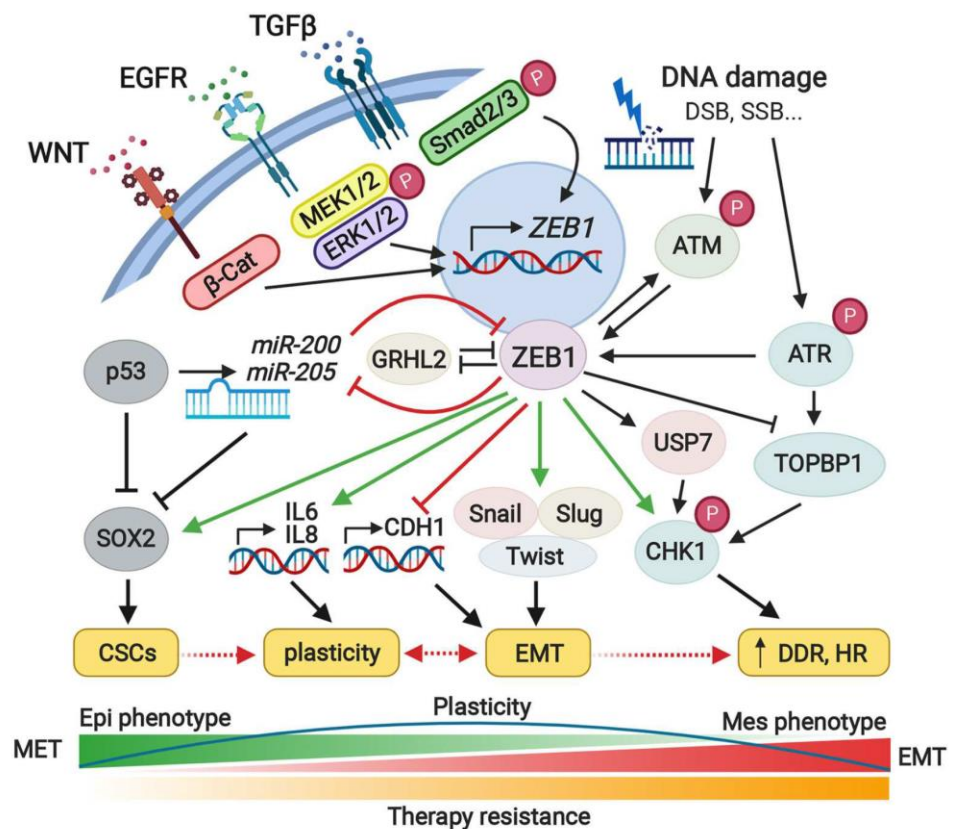 TGFβ
EGFR
WNT
P
Smad2/3
DNA damage
DSB, SSB...
MEK1/2
P
ERK1/2
β-Cat
ZEB1
P
ATM
P
ATR
p53
miR-200
miR-205
GRHL2
ZEB1
USP7
TOPBP1
SOX2
IL6
IL8
CDH1
Snail
Slug
Twist
P
CHK1
CSCs
plasticity
EMT
↑ DDR, HR
Plasticity
Epi phenotype
Mes phenotype
MET
EMT
Therapy resistance